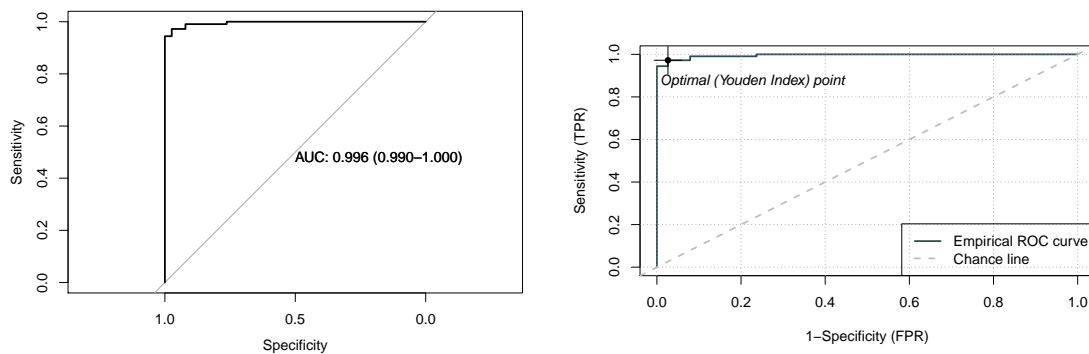 1.0
0.8
0.6
0.4
0.2
0.0
Sensitivity
AUC: 0.996 (0.990–1.000)
1.0 0.5 0.0
Specificity
1.0
0.8
0.6
0.4
0.2
0.0
Sensitivity (TPR)
Optimal (Youden Index) point
Empirical ROC curve
Chance line
0.0 0.2 0.4 0.6 0.8 1.0
1−Specificity (FPR)